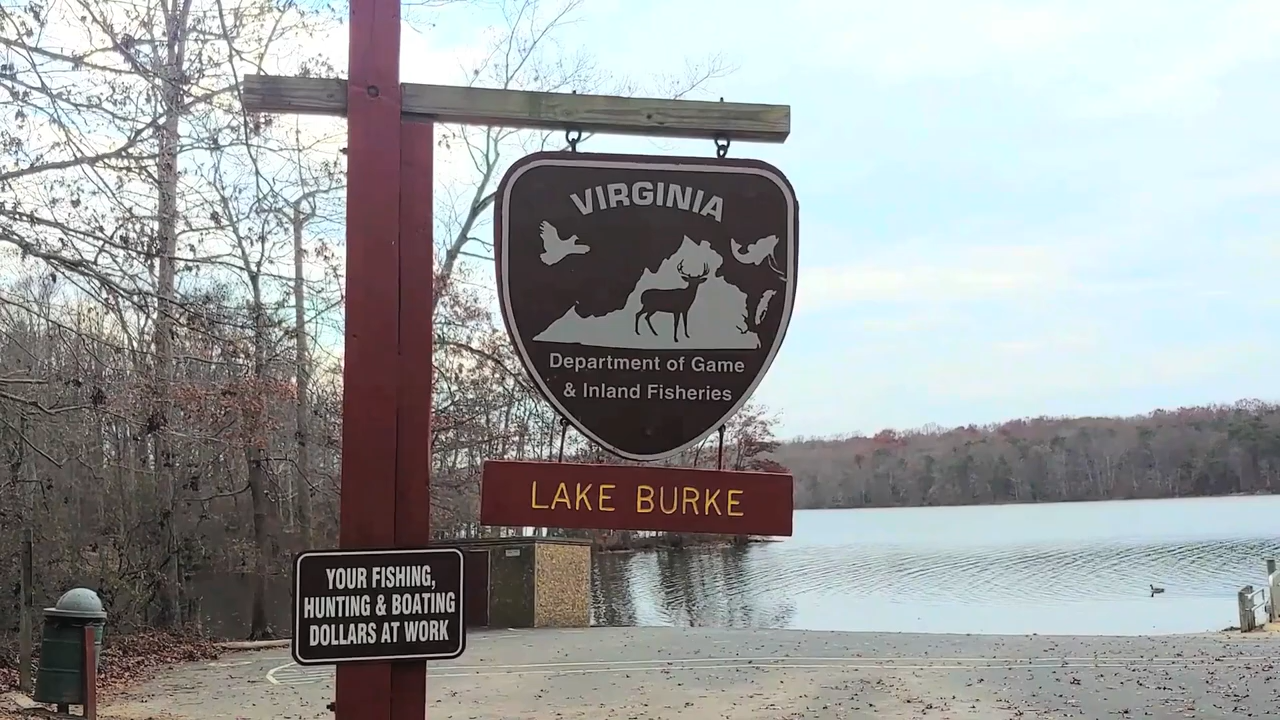 VIRGINIA
Department of Game
& Inland Fisheries
LAKE BURKE
YOUR FISHING,
HUNTING & BOATING
DOLLARS AT WORK